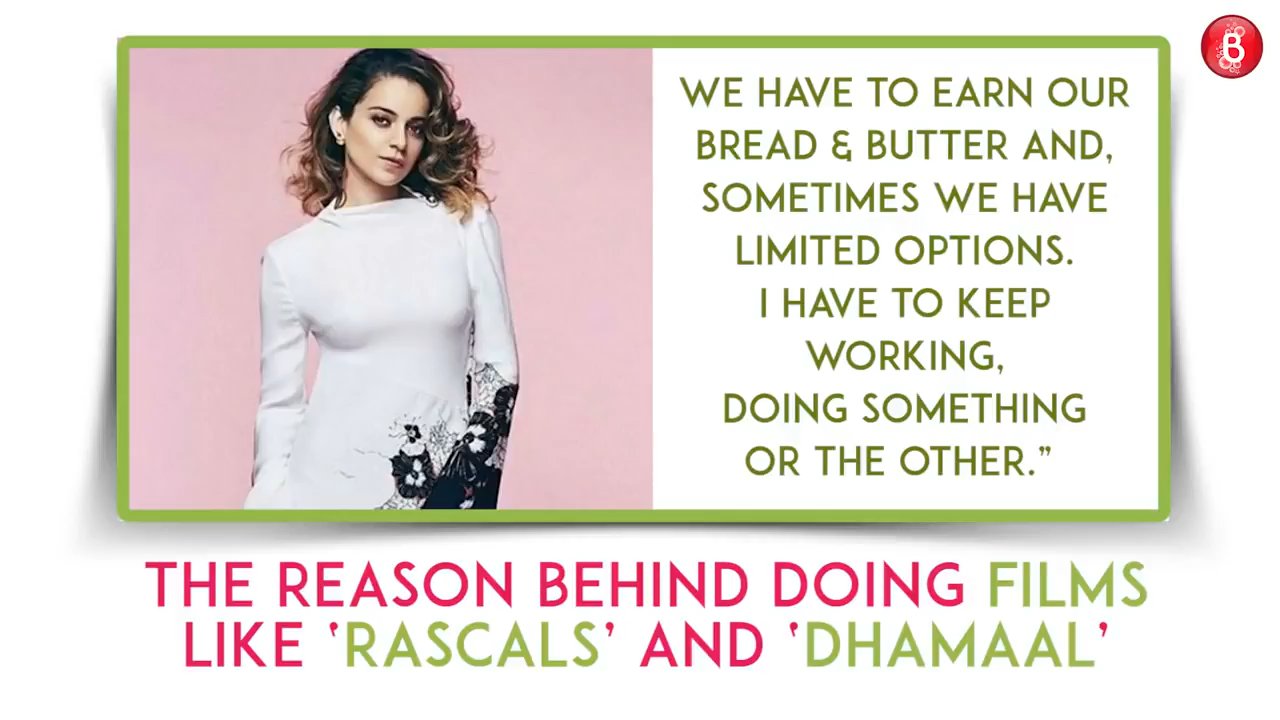 B
WE HAVE TO EARN OUR
BREAD & BUTTER AND,
SOMETIMES WE HAVE
LIMITED OPTIONS.
I HAVE TO KEEP
WORKING,
DOING SOMETHING
OR THE OTHER.”
THE REASON BEHIND DOING FILMS
LIKE ‘RASCALS’ AND ‘DHAMAAL’